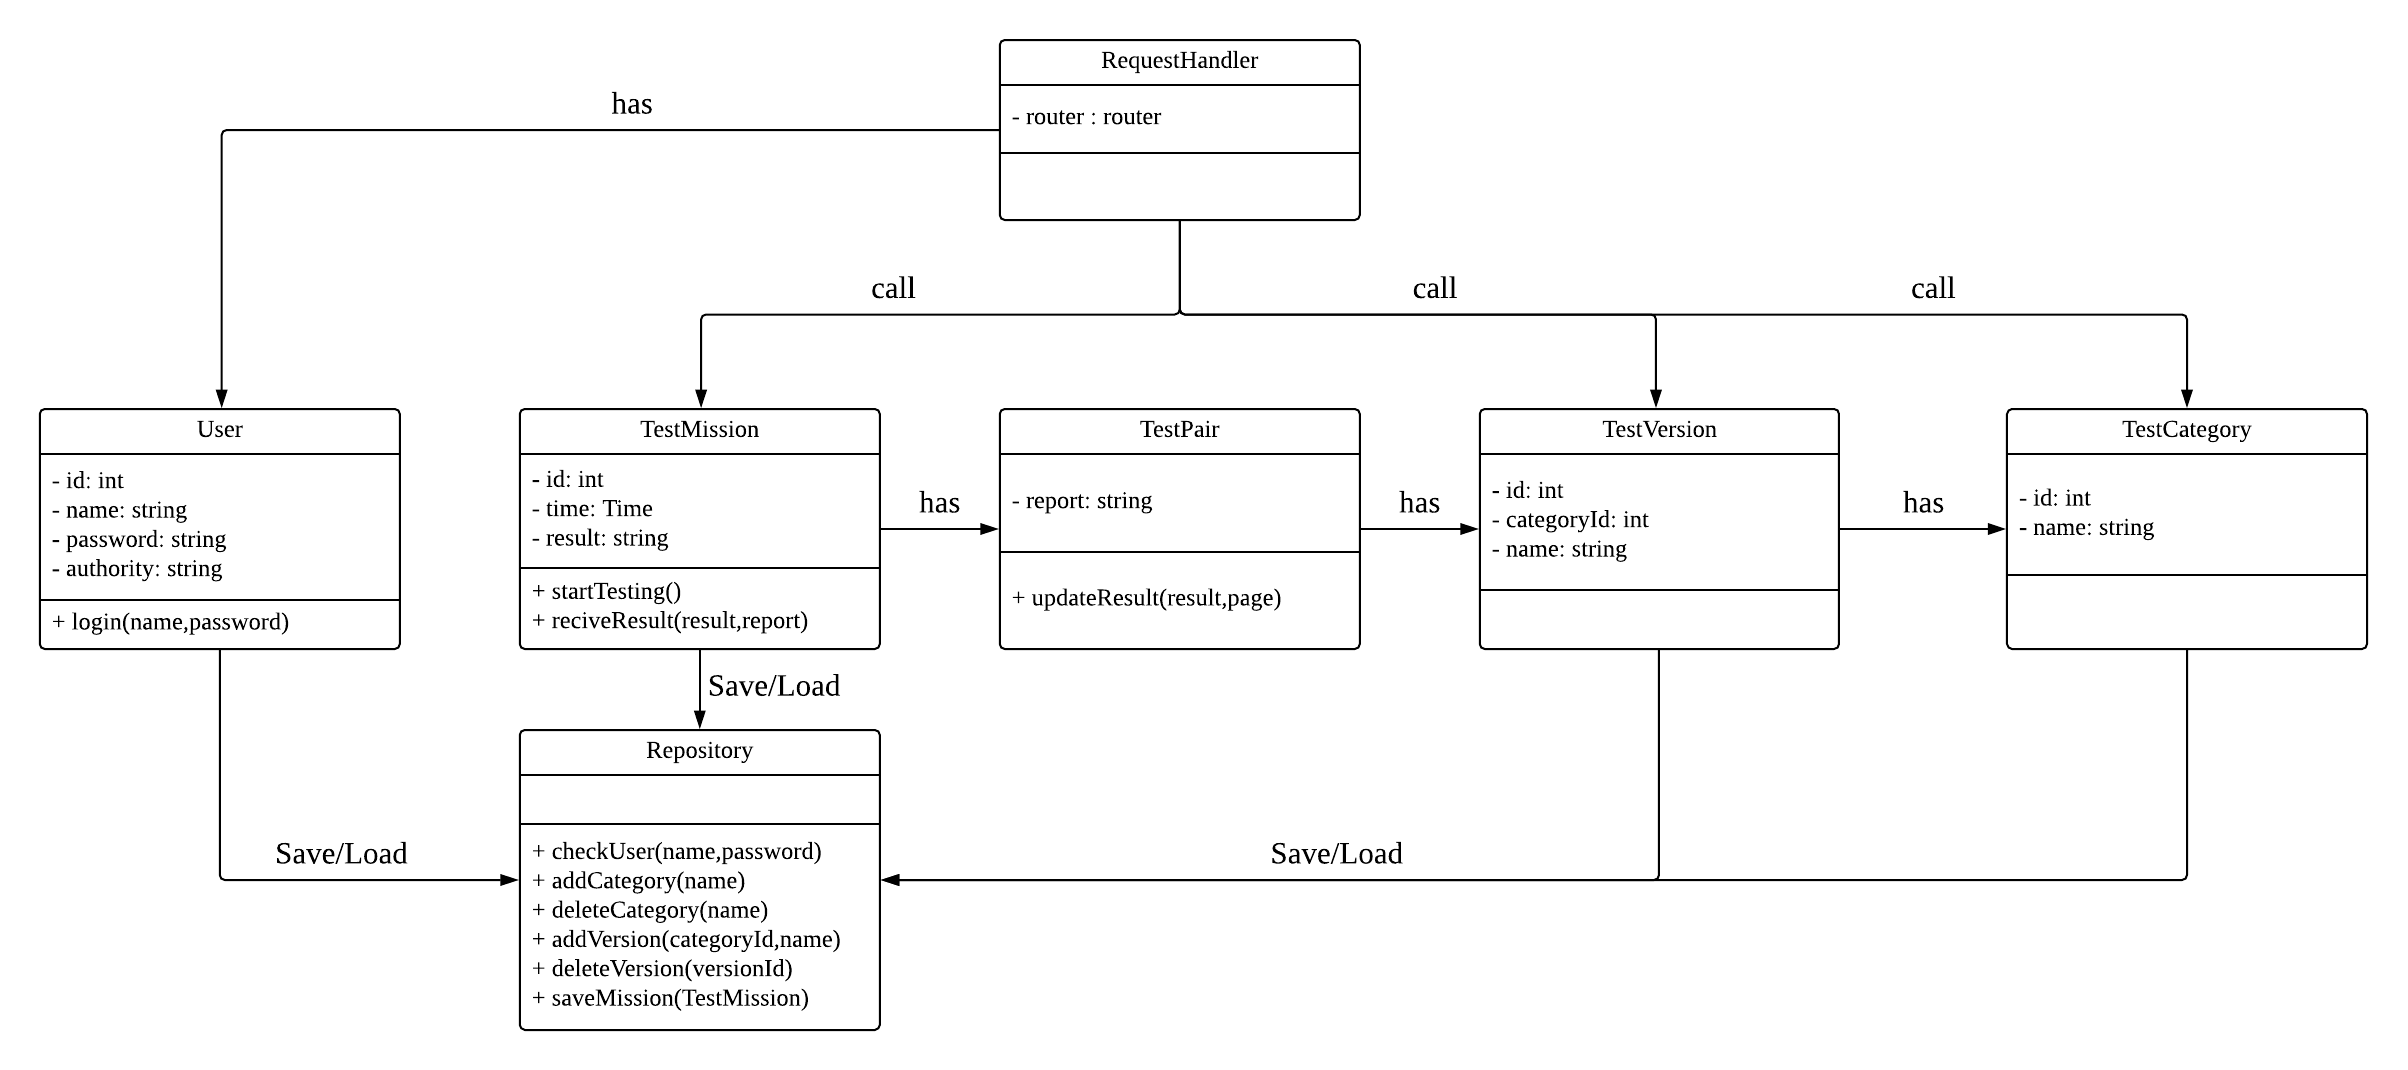 RequestHandler
- router : router
has
call
call
call
User
- id: int
- name: string
- password: string
- authority: string
+ login(name,password)
TestMission
- id: int
- time: Time
- result: string
+ startTesting()
+ reciveResult(result,report)
has
TestPair
- report: string
+ updateResult(result,page)
has
TestVersion
- id: int
- categoryId: int
- name: string
has
TestCategory
- id: int
- name: string
Save/Load
Save/Load
Repository
+ checkUser(name,password)
+ addCategory(name)
+ deleteCategory(name)
+ addVersion(categoryId,name)
+ deleteVersion(versionId)
+ saveMission(TestMission)
Save/Load